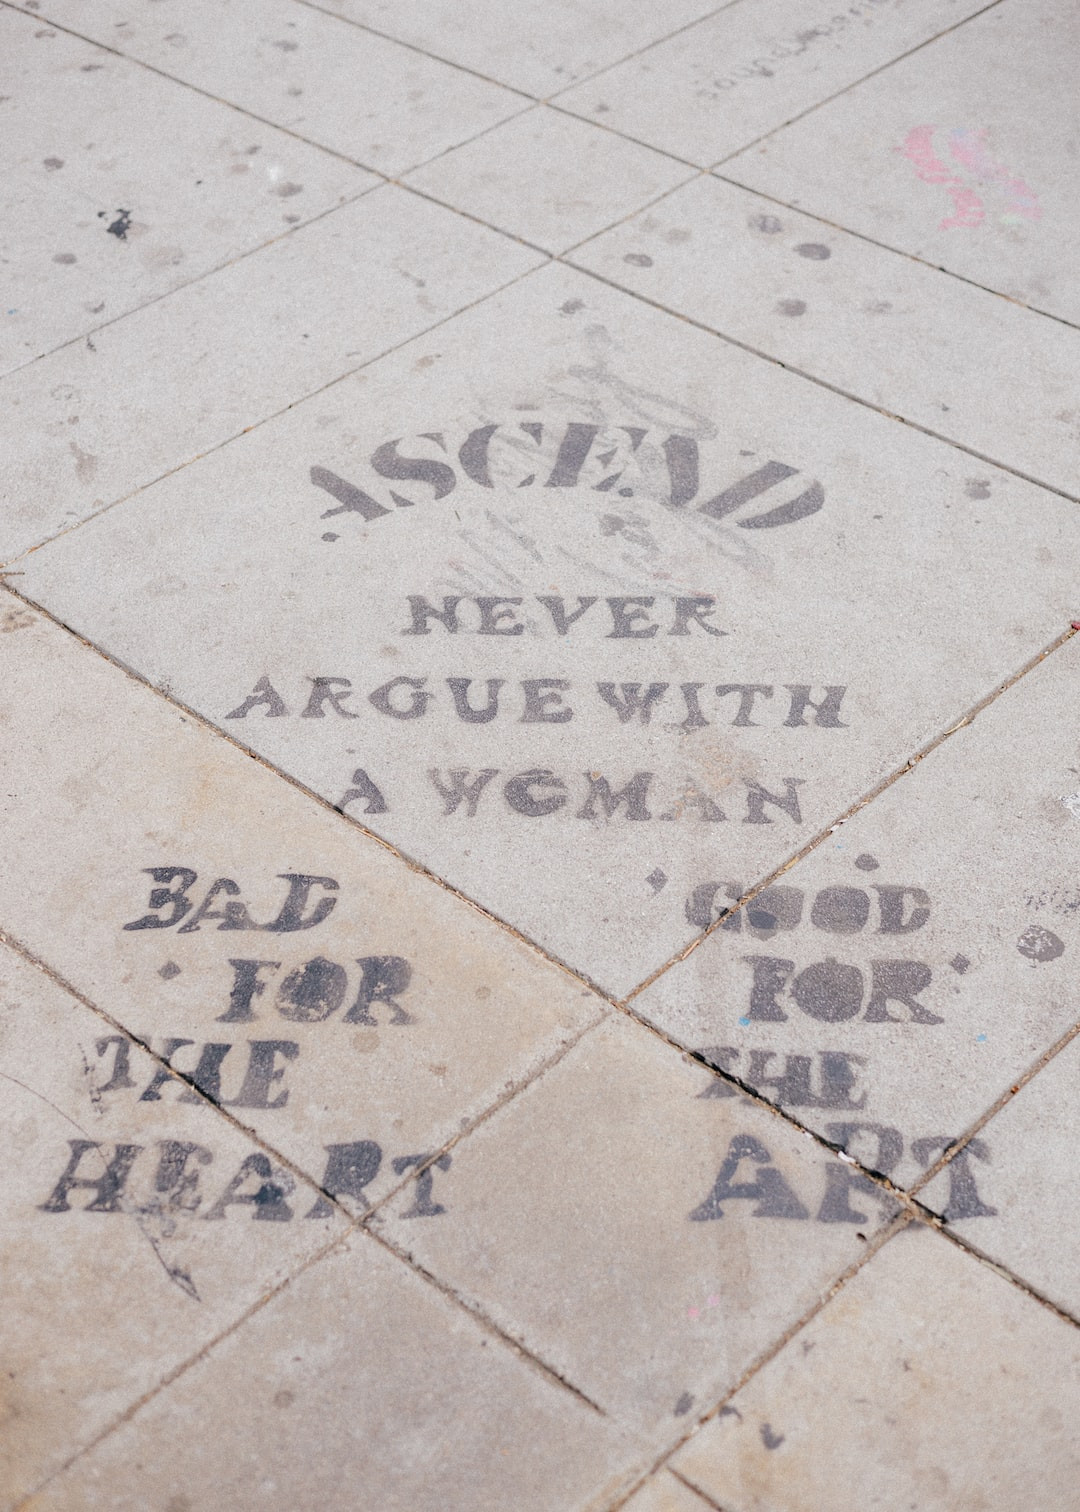 ASCEND
NEVER
ARGUE WITH
A WOMAN
BAD
FOR
THE
HEART
GOOD
FOR
THE
ART